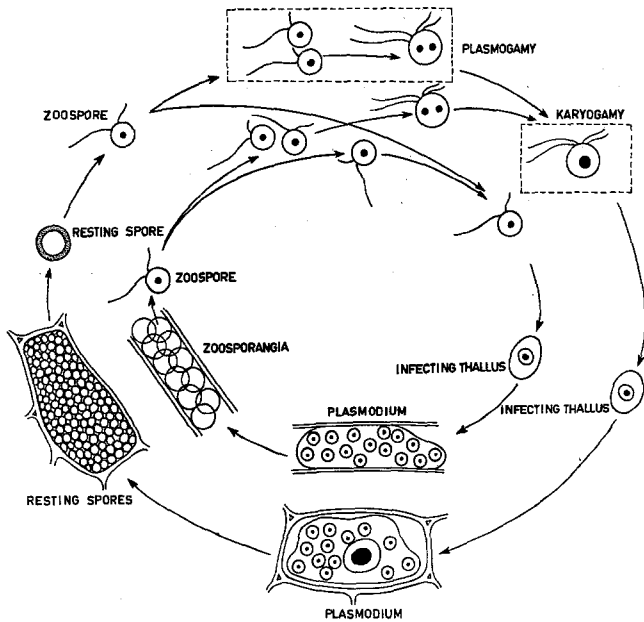 PLASMOGAMY
ZOOSPORE
KARYOGAMY
RESTING SPORE
ZOOSPORE
ZOOSPORANGIA
INFECTING THALLUS
INFECTING THALLUS
PLASMODIUM
RESTING SPORES
PLASMODIUM